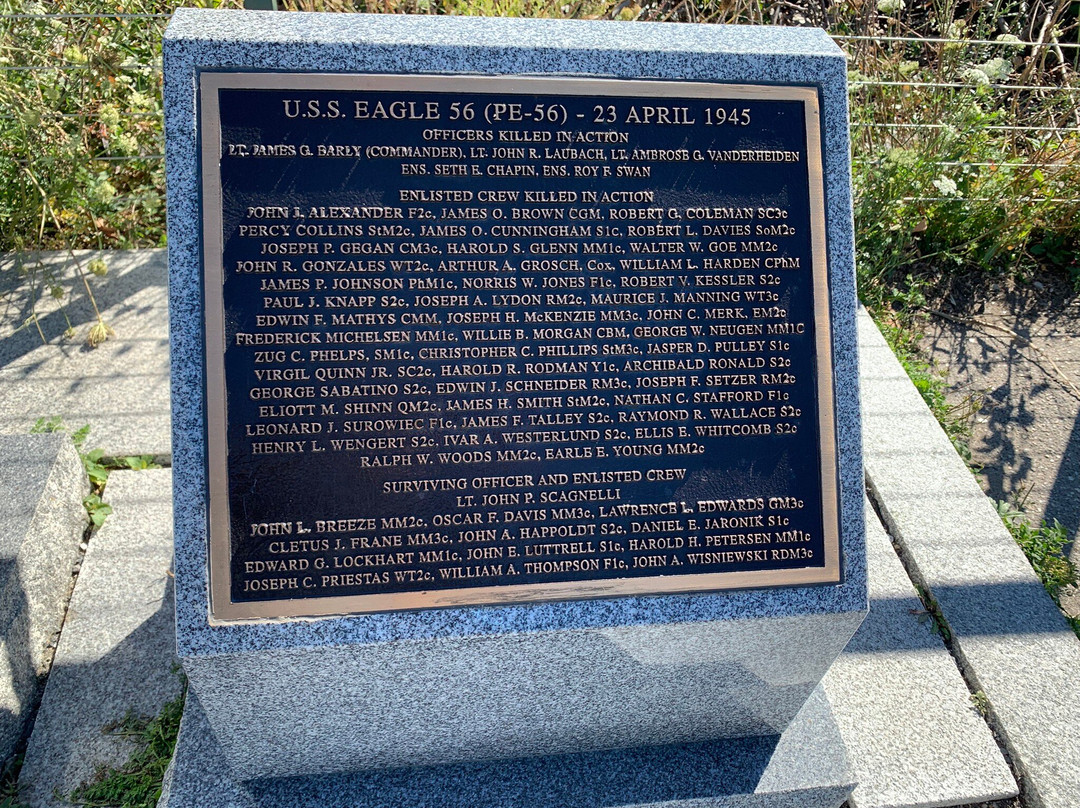 U.S.S. EAGLE 56 (PE-56) - 23 APRIL 1945
OFFICERS KILLED IN ACTION
LT. JAMES G. EARLY (COMMANDER), LT. JOHN R. LAUBACH, LT. AMBROSE G. VANDERHEIDEN
ENS. SETH E. CHAPIN, ENS. ROY F. SWAN
ENLISTED CREW KILLED IN ACTION
JOHN J. ALEXANDER F2c, JAMES O. BROWN CGM, ROBERT G. COLEMAN SC3c
PERCY COLLINS StM2c, JAMES O. CUNNINGHAM S1c, ROBERT L. DAVIES SoM2c
JOSEPH P. GEGAN CM3c, HAROLD S. GLENN MM1c, WALTER W. GOE MM2c
JOHN R. GONZALES WT2c, ARTHUR A. GROSCH, Cox, WILLIAM L. HARDEN CPhM
JAMES P. JOHNSON PhM1c, NORRIS W. JONES F1c, ROBERT V. KESSLER S2c
PAUL J. KNAPP S2c, JOSEPH A. LYDON RM2c, MAURICE J. MANNING WT3c
EDWIN F. MATHYS CMM, JOSEPH H. McKENZIE MM3c, JOHN C. MERK, EM2c
FREDERICK MICHELSEN MM1c, WILLIE B. MORGAN CBM, GEORGE W. NEUGEN MM1C
ZUG C. PHELPS, SM1c, CHRISTOPHER C. PHILLIPS StM3c, JASPER D. PULLEY S1c
VIRGIL QUINN JR. SC2c, HAROLD R. RODMAN Y1c, ARCHIBALD RONALD S2c
GEORGE SABATINO S2c, EDWIN J. SCHNEIDER RM3c, JOSEPH F. SETZER RM2c
ELIOTT M. SHINN QM2c, JAMES H. SMITH StM2c, NATHAN C. STAFFORD F1c
LEONARD J. SUROWIEC F1c, JAMES F. TALLEY S2c, RAYMOND R. WALLACE S2c
HENRY L. WENGERT S2c, IVAR A. WESTERLUND S2c, ELLIS E. WHITCOMB S2c
RALPH W. WOODS MM2c, EARLE E. YOUNG MM2c
SURVIVING OFFICER AND ENLISTED CREW
LT. JOHN P. SCAGNELLI
JOHN L. BREEZE MM2c, OSCAR F. DAVIS MM3c, LAWRENCE L. EDWARDS GM3c
CLETUS J. FRANE MM3c, JOHN A. HAPPOLDT S2c, DANIEL E. JARONIK S1c
EDWARD G. LOCKHART MM1c, JOHN E. LUTTRELL S1c, HAROLD H. PETERSEN MM1c
JOSEPH C. PRIESTAS WT2c, WILLIAM A. THOMPSON F1c, JOHN A. WISNIEWSKI RDM3c